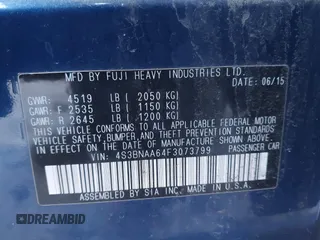 MFD BY FUJI HEAVY INDUSTRIES LTD.
DATE 06/15
GVWR: 4519 LB ( 2050 KG)
GAWR: F 2535 LB ( 1150 KG)
GAWR: R 2645 LB ( 1200 KG)
THIS VEHICLE CONFORMS TO ALL APPLICABLE
FEDERAL MOTOR VEHICLE
SAFETY, BUMPER, AND THEFT
PREVENTION STANDARDS IN
EFFECT ON THE DATE OF
MANUFACTURE SHOWN ABOVE.
VIN: 4S3BNAA64F3073799
PASSENGER CAR
ASSEMBLED BY SIA INC. MADE IN U.S.A.
DREAMBID